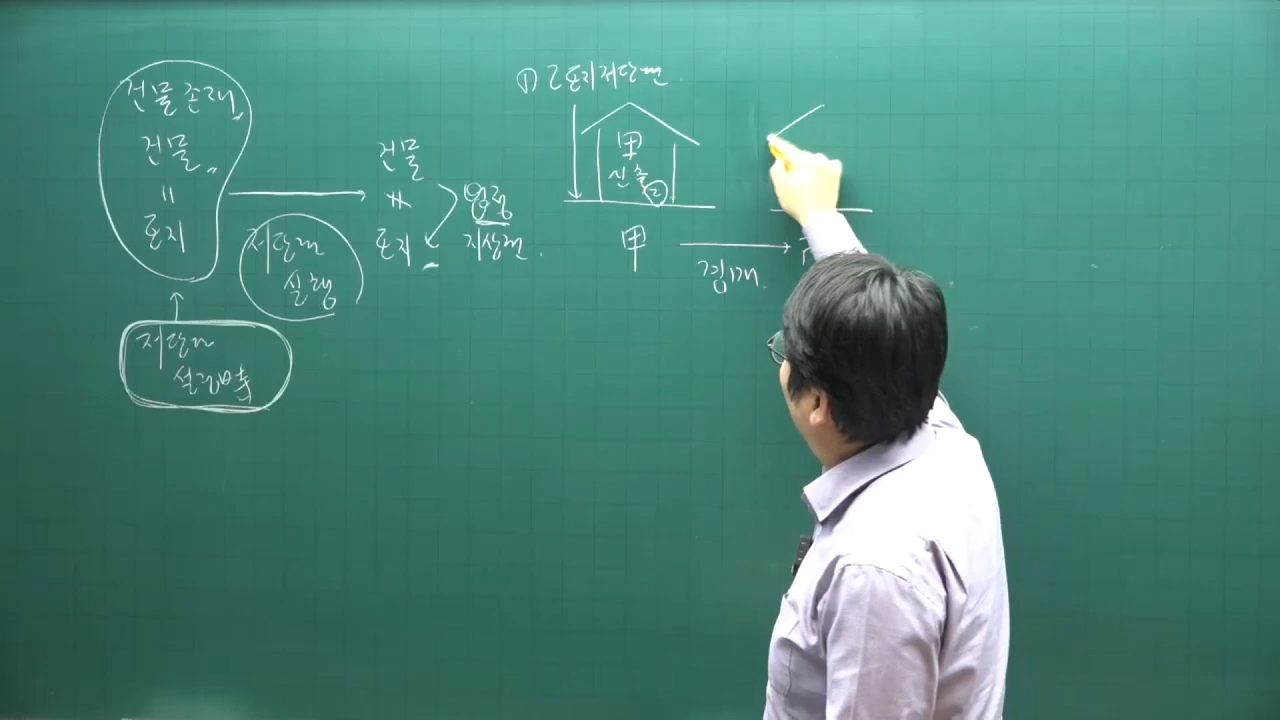 건물존재,,
건물,,
〃
토지
저당권
설정당시
저당권
실행
건물
토지
법정
지상권.
① 乙 토지저당권.
甲
신축
②
甲
경매.